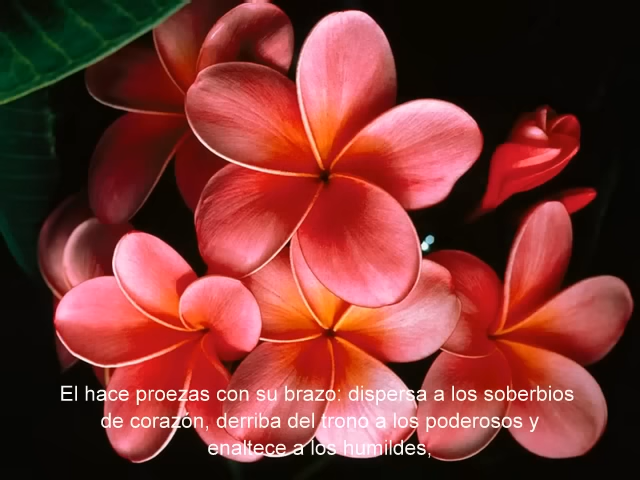 El hace proezas con su brazo: dispersa a los soberbios
de corazón, derriba del trono a los poderosos y
enaltece a los humildes,